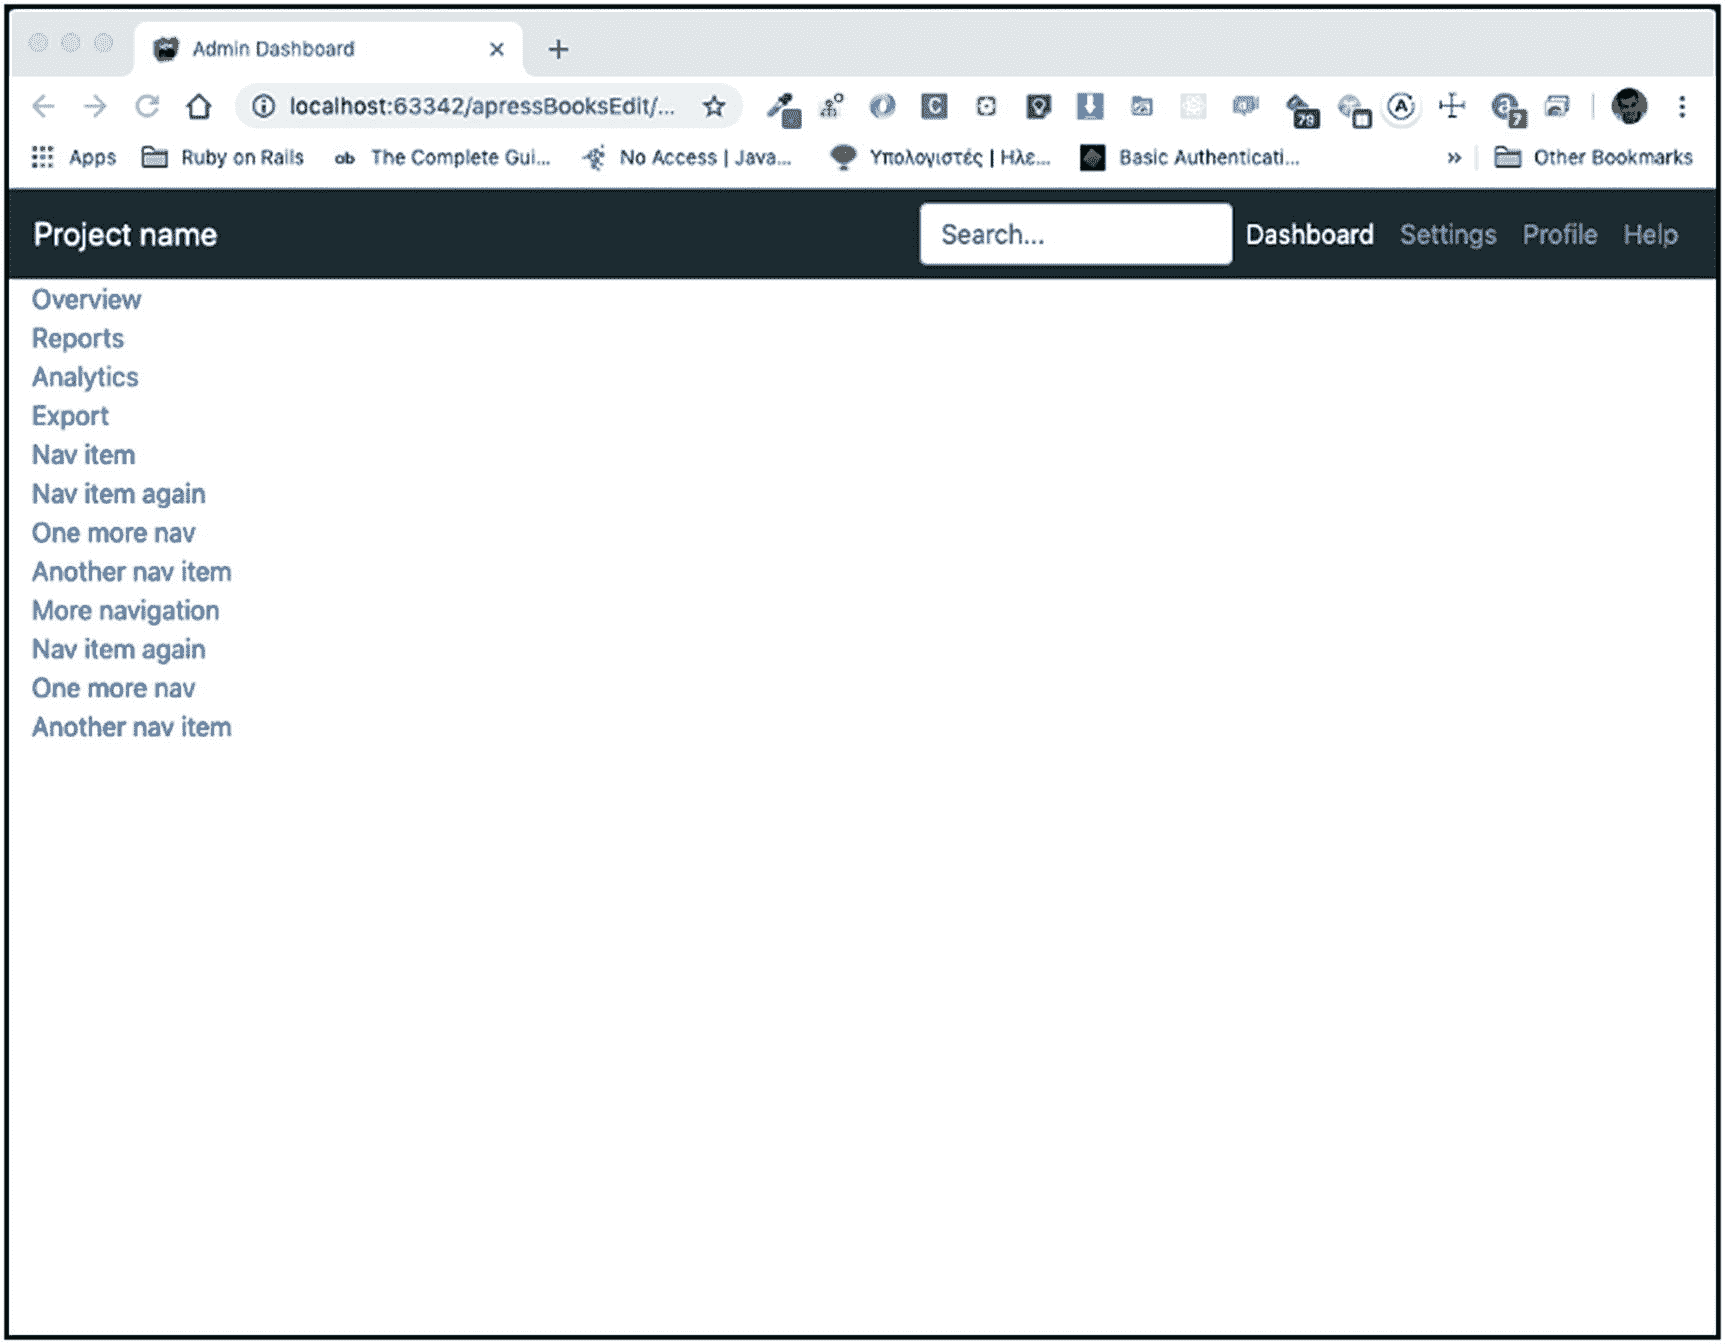 Admin Dashboard
localhost:63342/apressBooksEdit/...
79
7
Apps Ruby on Rails ob The Complete Gui... No Access | Java... Υπολογιστές | Ηλε... Basic Authenticati... » Other Bookmarks
Project name Search... Dashboard Settings Profile Help
Overview
Reports
Analytics
Export
Nav item
Nav item again
One more nav
Another nav item
More navigation
Nav item again
One more nav
Another nav item